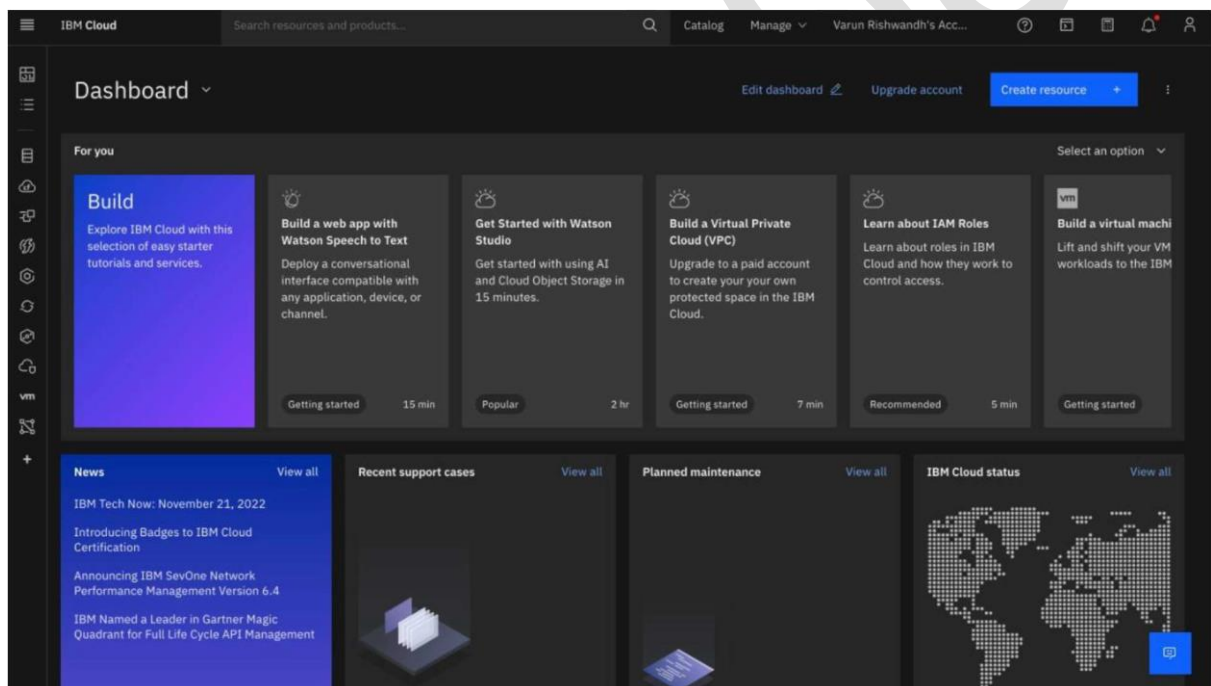 IBM Cloud
Search resources and products...
Catalog
Manage
Varun Rishwandh's Acc...
Dashboard
Edit dashboard
Upgrade account
Create resource +
For you
Select an option
Build
Explore IBM Cloud with this
selection of easy starter
tutorials and services.
Build a web app with
Watson Speech to Text
Deploy a conversational
interface compatible with
any application, device, or
channel.
Getting started
15 min
Get Started with Watson
Studio
Get started with using AI
and Cloud Object Storage in
15 minutes.
Popular
2 hr
Build a Virtual Private
Cloud (VPC)
Upgrade to a paid account
to create your your own
protected space in the IBM
Cloud.
Getting started
7 min
Learn about IAM Roles
Learn about roles in IBM
Cloud and how they work to
control access.
Recommended
5 min
vm
Build a virtual machi
Lift and shift your VM
workloads to the IBM
Getting started
vm
News
View all
IBM Tech Now: November 21, 2022
Introducing Badges to IBM Cloud
Certification
Announcing IBM SevOne Network
Performance Management Version 6.4
IBM Named a Leader in Gartner Magic
Quadrant for Full Life Cycle API Management
Recent support cases
View all
Planned maintenance
View all
IBM Cloud status
View all